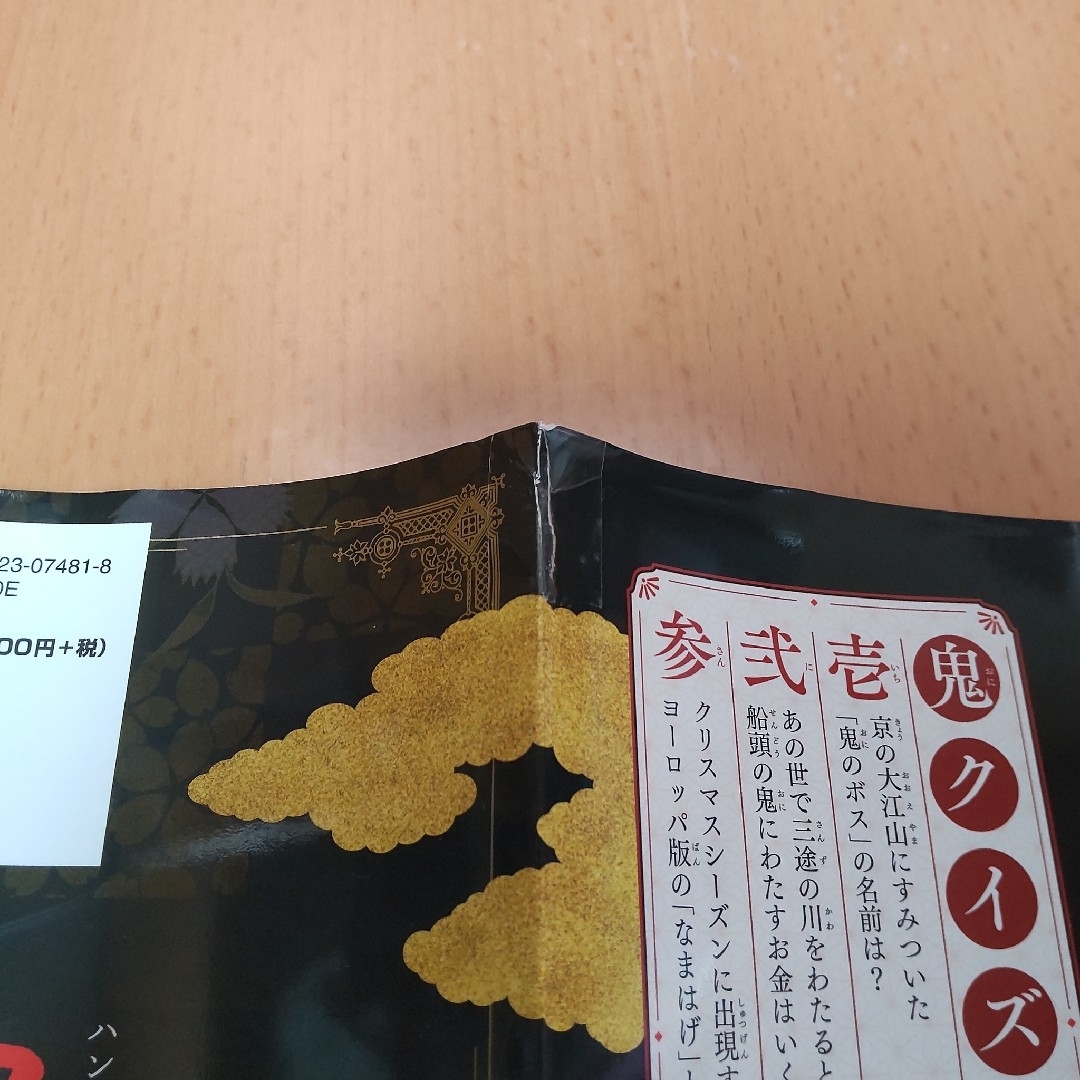 鬼クイズ
壱
京の大江山にすみついた
「鬼のボス」の名前は?
弐
あの世で三途の川をわたると
船頭の鬼にわたすお金はいく
参
クリスマスシーズンに出現す
ヨーロッパ版の「なまはげ」
23-07481-8
0E
00円+税)
ハン